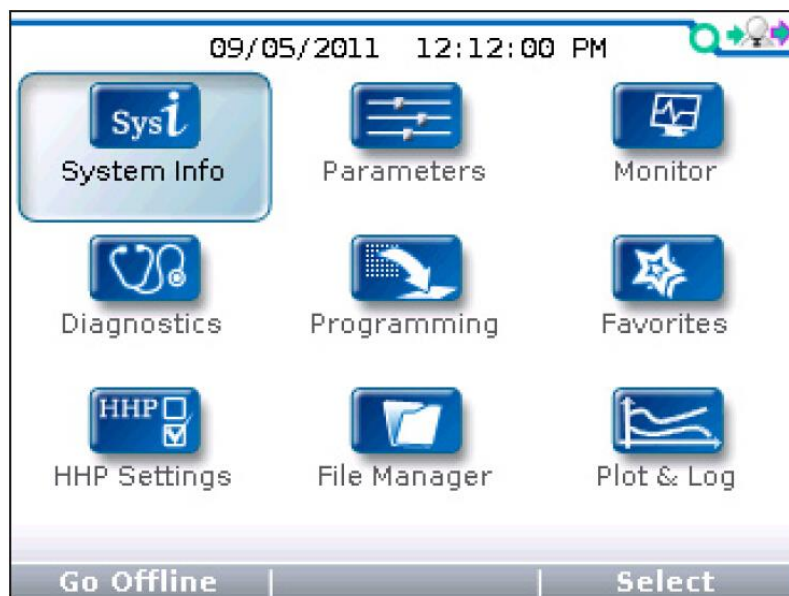 09/05/2011 12:12:00 PM
Sysi
System Info
Parameters
Monitor
Diagnostics
Programming
Favorites
HHP
HHP Settings
File Manager
Plot & Log
Go Offline
Select